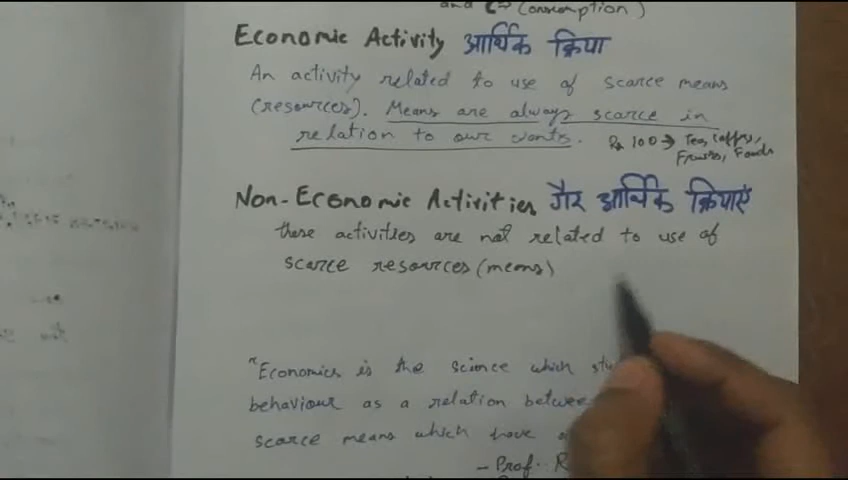 and C⇒ (consumption)
Economic Activity आर्थिक क्रिया
An activity related to use of scarce means
(resources). Means are always scarce in
relation to our wants. Rs 100 → Tea, Coffee,
Fruits, Foods
Non-Economic Activities गैर आर्थिक क्रियाएं
these activities are not related to use of
scarce resources (means)
"Economics is the science which
behaviour as a relation between
scarce means which have
- Prof. R